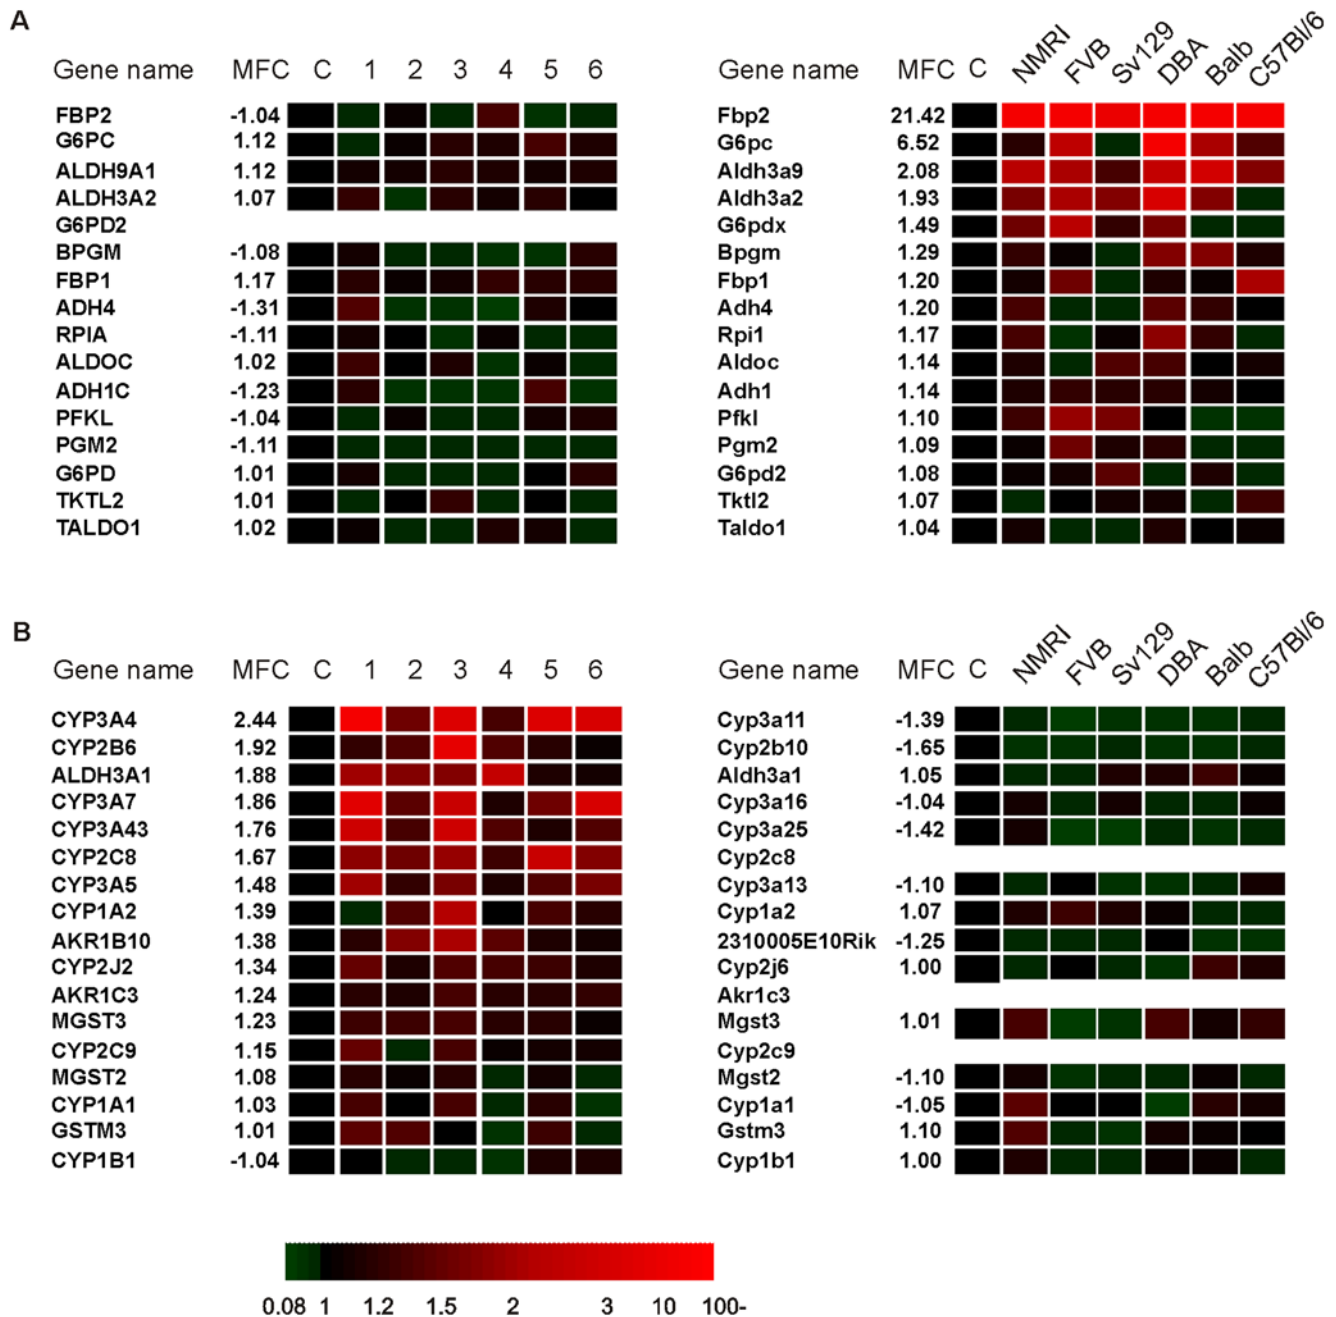 A
Gene name MFC C 1 2 3 4 5 6
FBP2 -1.04
G6PC 1.12
ALDH9A1 1.12
ALDH3A2 1.07
G6PD2
BPGM -1.08
FBP1 1.17
ADH4 -1.31
RPIA -1.11
ALDOC 1.02
ADH1C -1.23
PFKL -1.04
PGM2 -1.11
G6PD 1.01
TKTL2 1.01
TALDO1 1.02
Gene name MFC C NMRI FVB Sv129 DBA Balb C57Bl/6
Fbp2 21.42
G6pc 6.52
Aldh3a9 2.08
Aldh3a2 1.93
G6pdx 1.49
Bpgm 1.29
Fbp1 1.20
Adh4 1.20
Rpi1 1.17
Aldoc 1.14
Adh1 1.14
Pfkl 1.10
Pgm2 1.09
G6pd2 1.08
Tktl2 1.07
Taldo1 1.04
B
Gene name MFC C 1 2 3 4 5 6
CYP3A4 2.44
CYP2B6 1.92
ALDH3A1 1.88
CYP3A7 1.86
CYP3A43 1.76
CYP2C8 1.67
CYP3A5 1.48
CYP1A2 1.39
AKR1B10 1.38
CYP2J2 1.34
AKR1C3 1.24
MGST3 1.23
CYP2C9 1.15
MGST2 1.08
CYP1A1 1.03
GSTM3 1.01
CYP1B1 -1.04
Gene name MFC C NMRI FVB Sv129 DBA Balb C57Bl/6
Cyp3a11 -1.39
Cyp2b10 -1.65
Aldh3a1 1.05
Cyp3a16 -1.04
Cyp3a25 -1.42
Cyp2c8
Cyp3a13 -1.10
Cyp1a2 1.07
2310005E10Rik -1.25
Cyp2j6 1.00
Akr1c3
Mgst3 1.01
Cyp2c9
Mgst2 -1.10
Cyp1a1 -1.05
Gstm3 1.10
Cyp1b1 1.00
0.08 1 1.2 1.5 2 3 10 100-